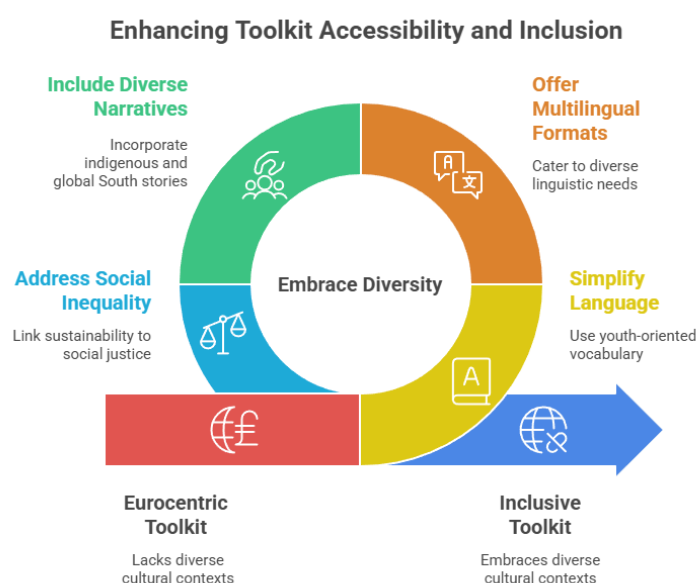 Enhancing Toolkit Accessibility and Inclusion
Include Diverse
Narratives
Incorporate
indigenous and
global South stories
Offer
Multilingual
Formats
Cater to diverse
linguistic needs
A
文
Address Social
Inequality
Link sustainability to
social justice
Embrace Diversity
Simplify
Language
Use youth-oriented
vocabulary
A
£
Eurocentric
Toolkit
Lacks diverse
cultural contexts
Inclusive
Toolkit
Embraces diverse
cultural contexts